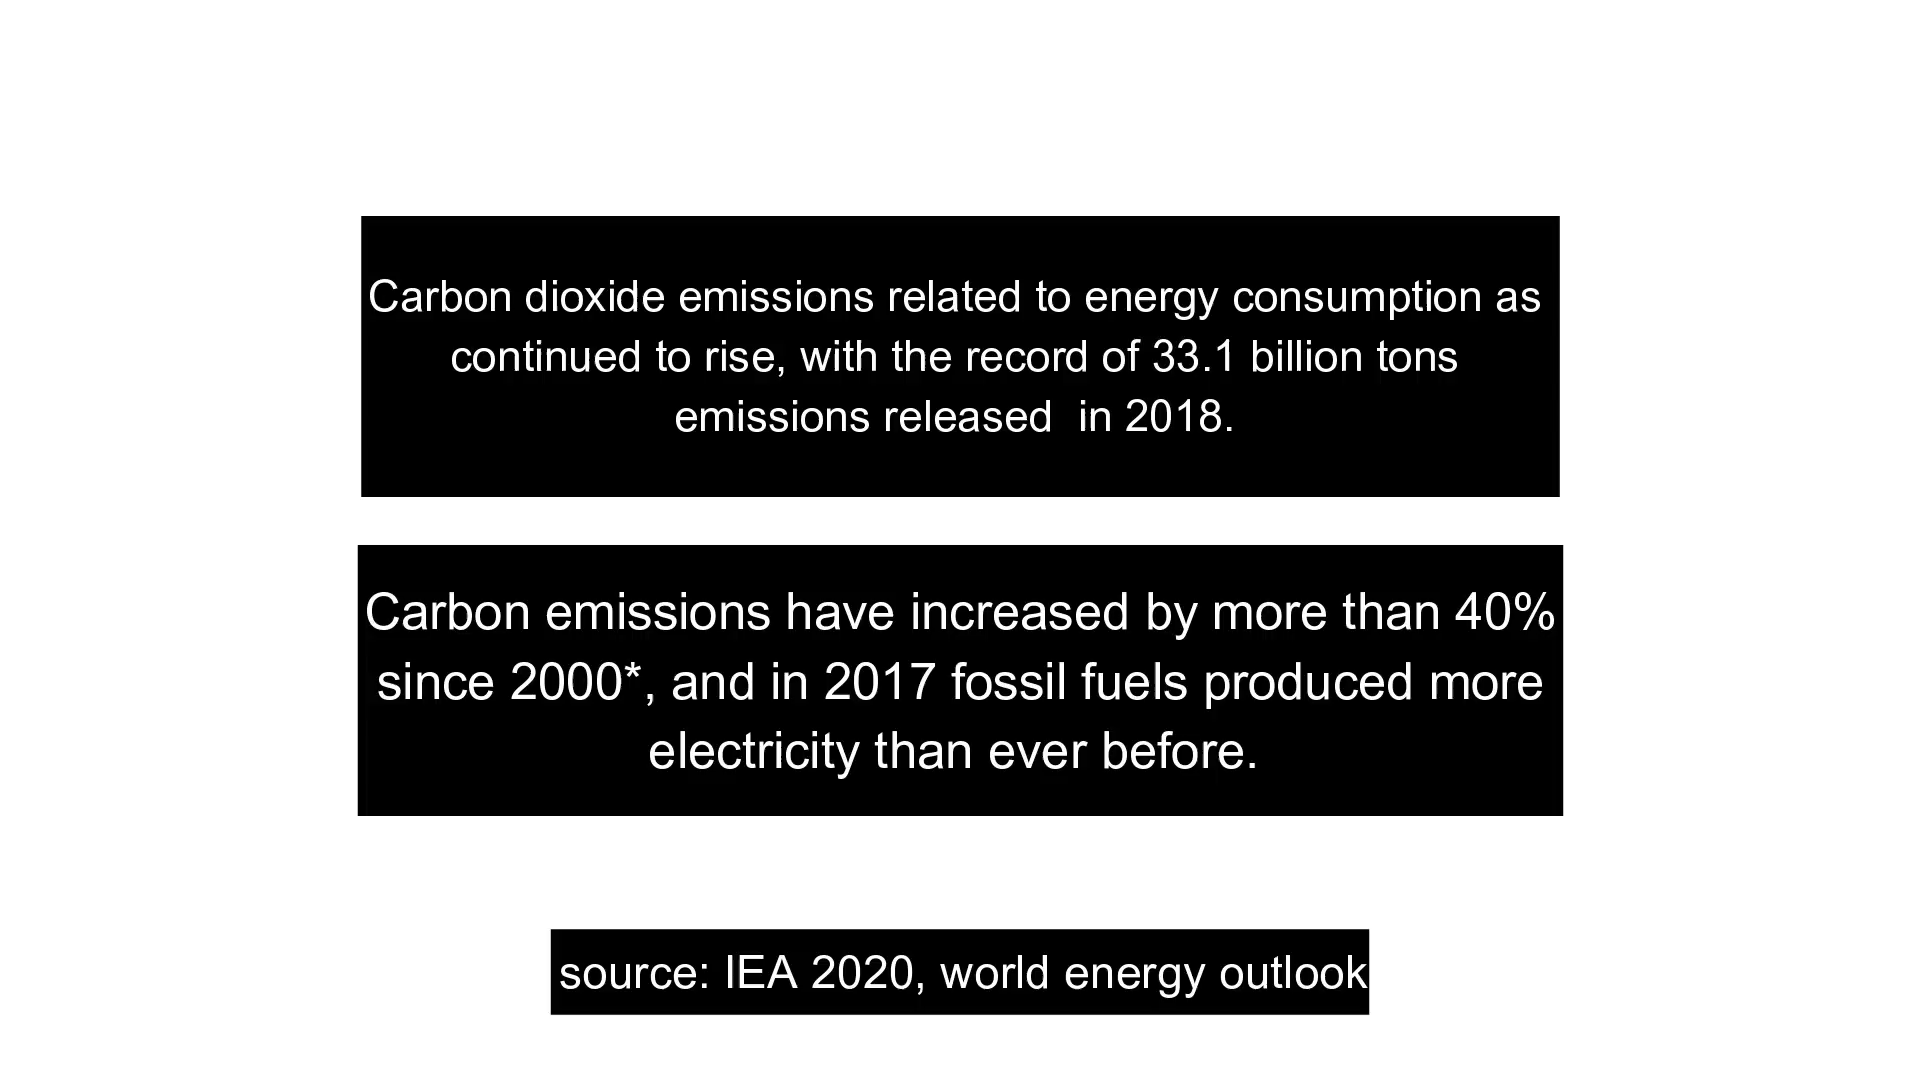 Carbon dioxide emissions related to energy consumption as
continued to rise, with the record of 33.1 billion tons
emissions released  in 2018.
Carbon emissions have increased by more than 40%
since 2000*, and in 2017 fossil fuels produced more
electricity than ever before.
source: IEA 2020, world energy outlook